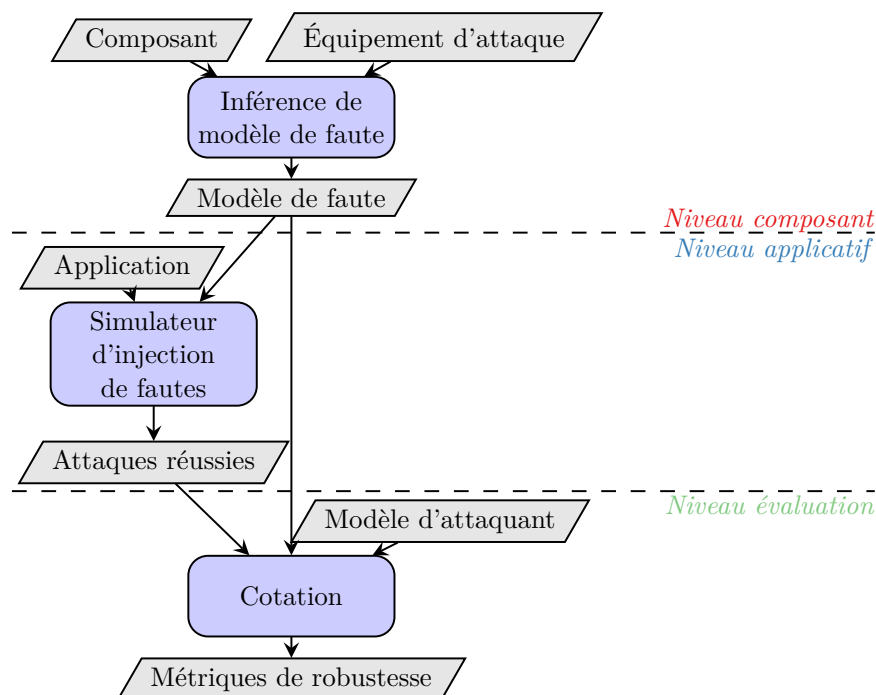 Composant
Équipement d'attaque
Inférence de
modèle de faute
Modèle de faute
Niveau composant
Niveau applicatif
Application
Simulateur
d'injection
de fautes
Attaques réussies
Niveau évaluation
Modèle d'attaquant
Cotation
Métriques de robustesse